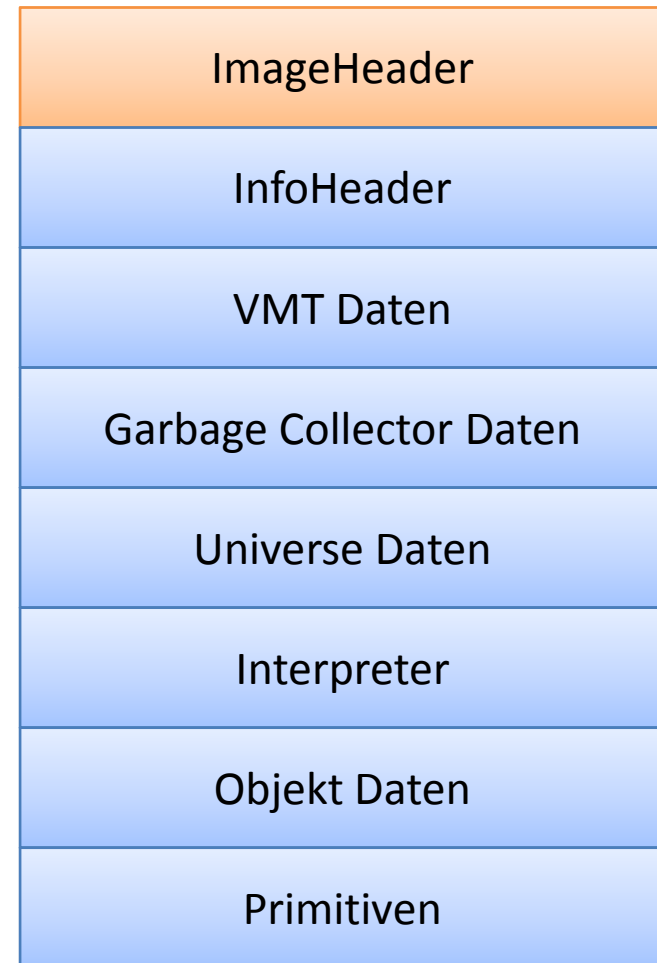 ImageHeader
InfoHeader
VMT Daten
Garbage Collector Daten
Universe Daten
Interpreter
Objekt Daten
Primitiven